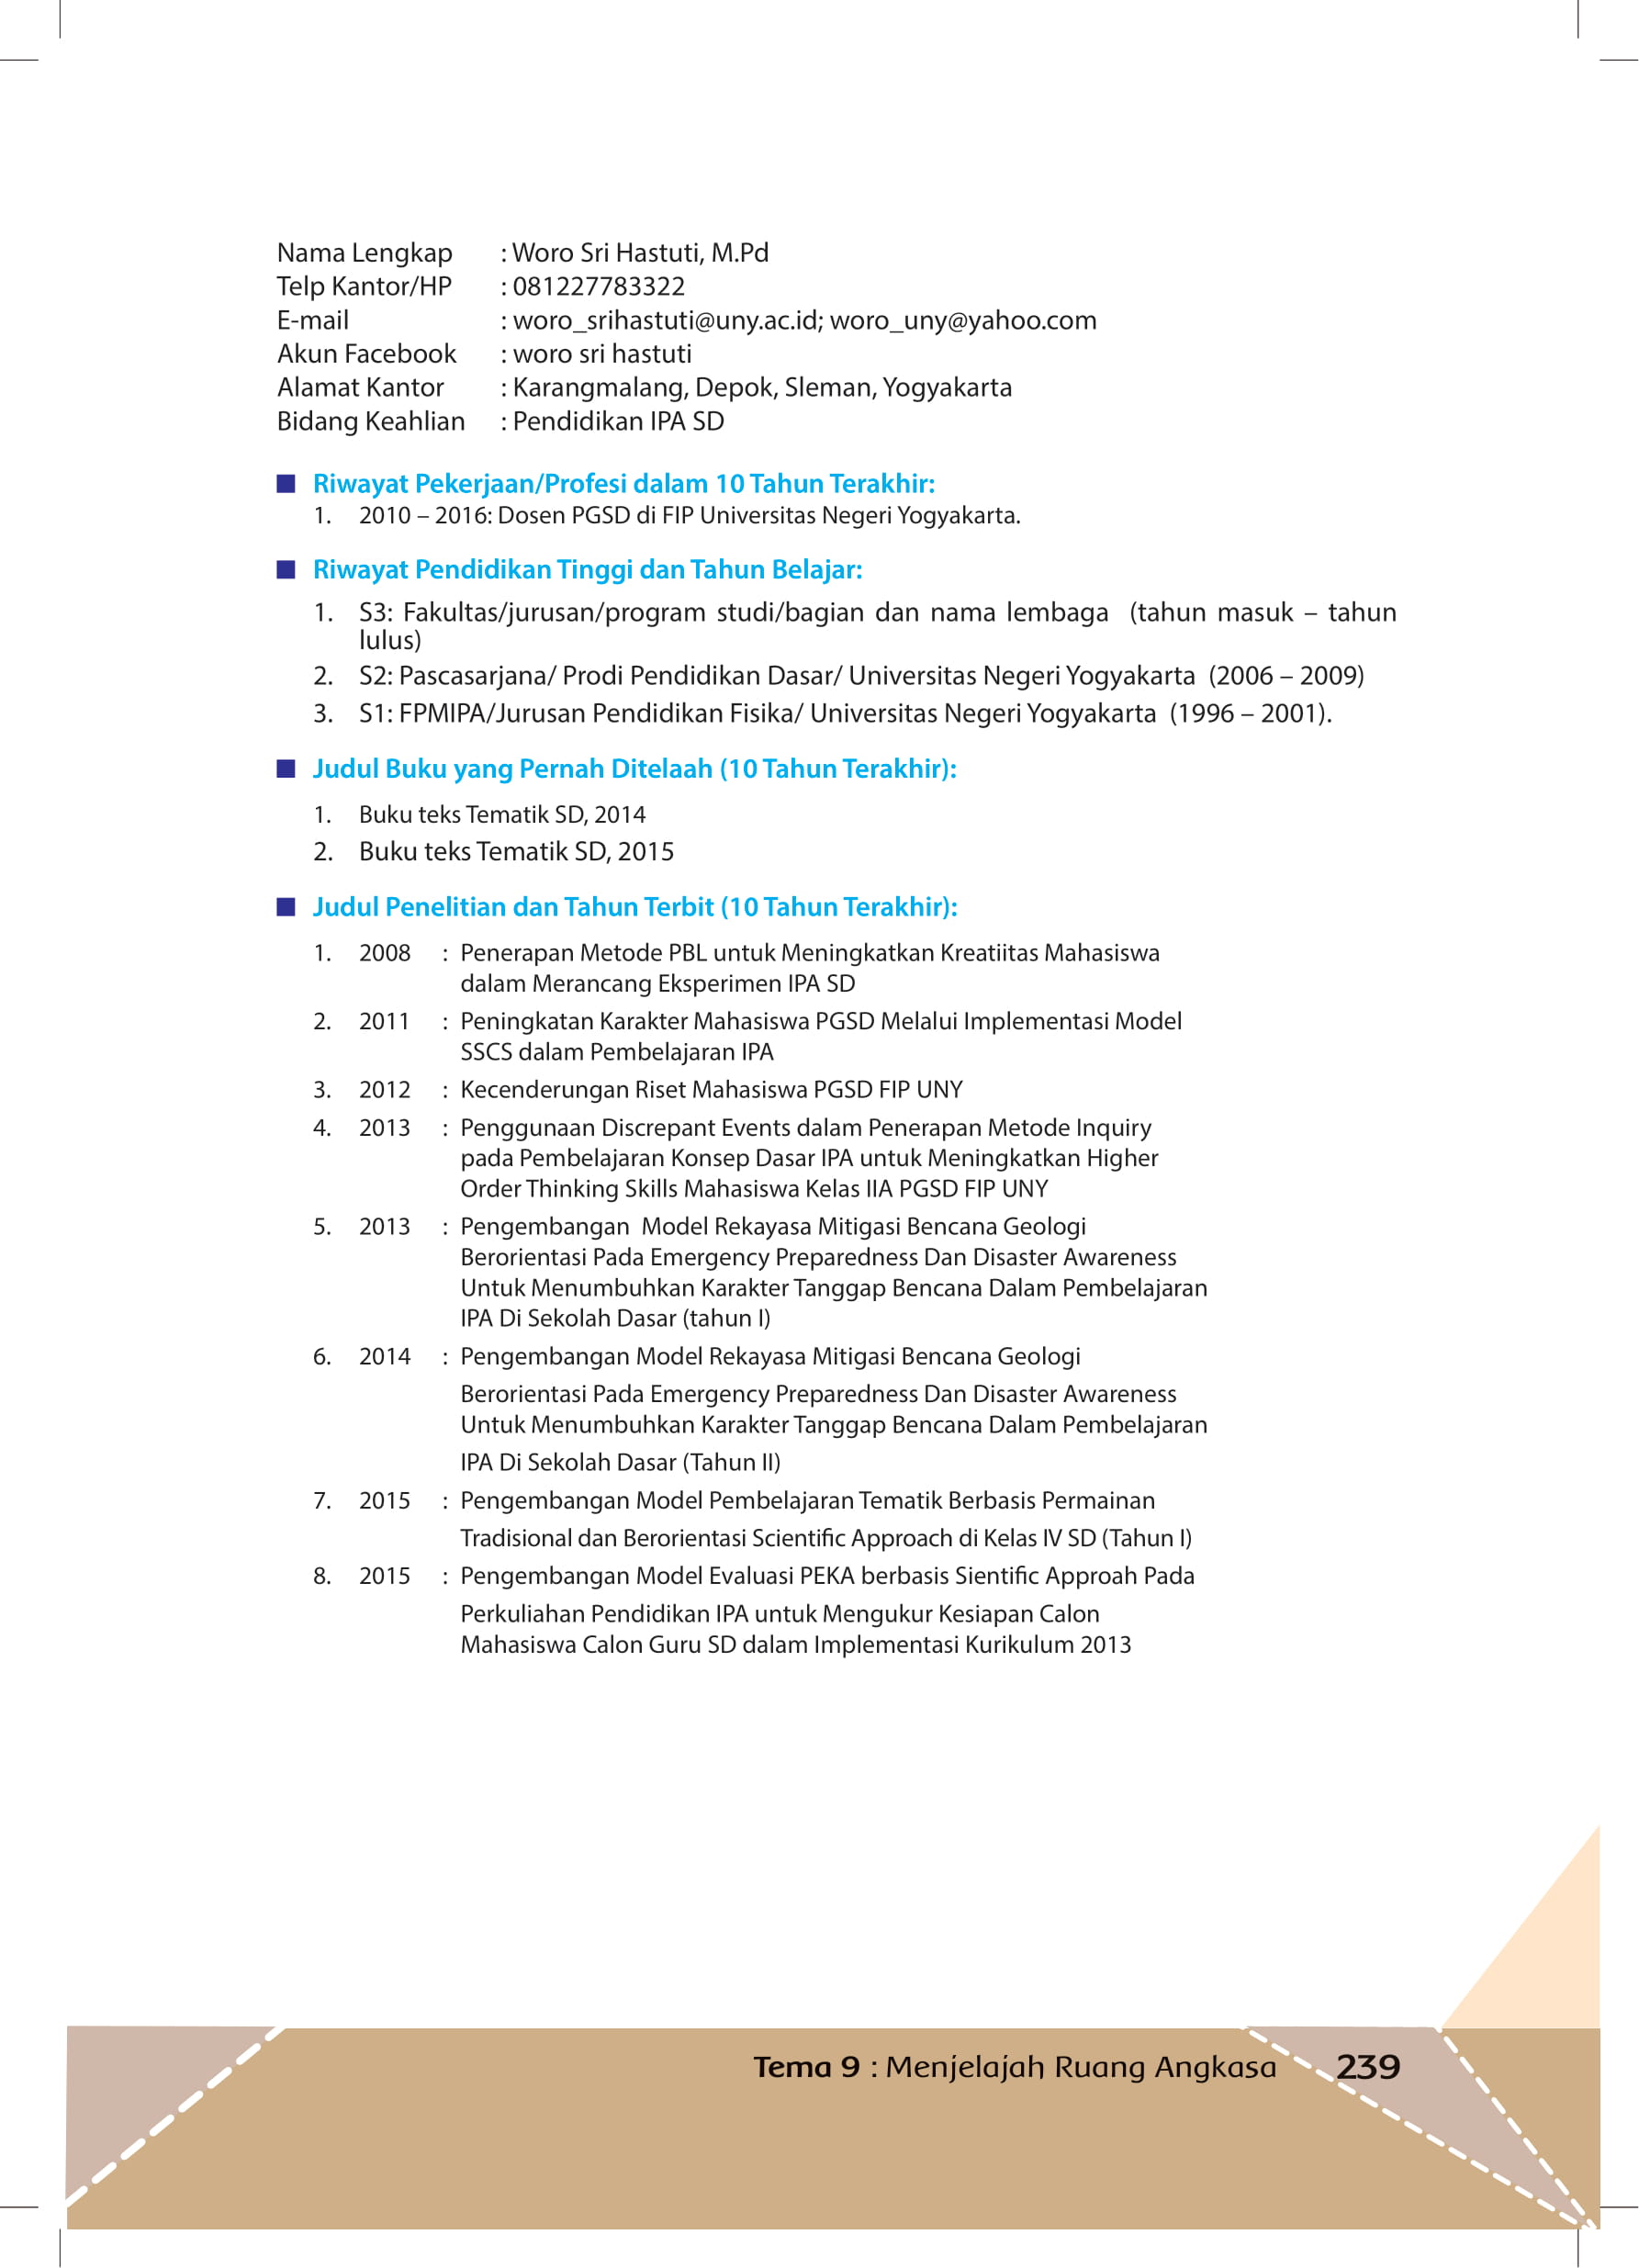 Nama Lengkap : Woro Sri Hastuti, M.Pd
Telp Kantor/HP : 081227783322
E-mail : woro_srihastuti@uny.ac.id; woro_uny@yahoo.com
Akun Facebook : woro sri hastuti
Alamat Kantor : Karangmalang, Depok, Sleman, Yogyakarta
Bidang Keahlian : Pendidikan IPA SD
Riwayat Pekerjaan/Profesi dalam 10 Tahun Terakhir:
1. 2010 – 2016: Dosen PGSD di FIP Universitas Negeri Yogyakarta.
Riwayat Pendidikan Tinggi dan Tahun Belajar:
1. S3: Fakultas/jurusan/program studi/bagian dan nama lembaga (tahun masuk – tahun
lulus)
2. S2: Pascasarjana/ Prodi Pendidikan Dasar/ Universitas Negeri Yogyakarta (2006 – 2009)
3. S1: FPMIPA/Jurusan Pendidikan Fisika/ Universitas Negeri Yogyakarta (1996 – 2001).
Judul Buku yang Pernah Ditelaah (10 Tahun Terakhir):
1. Buku teks Tematik SD, 2014
2. Buku teks Tematik SD, 2015
Judul Penelitian dan Tahun Terbit (10 Tahun Terakhir):
1. 2008 : Penerapan Metode PBL untuk Meningkatkan Kreatiitas Mahasiswa
dalam Merancang Eksperimen IPA SD
2. 2011 : Peningkatan Karakter Mahasiswa PGSD Melalui Implementasi Model
SSCS dalam Pembelajaran IPA
3. 2012 : Kecenderungan Riset Mahasiswa PGSD FIP UNY
4. 2013 : Penggunaan Discrepant Events dalam Penerapan Metode Inquiry
pada Pembelajaran Konsep Dasar IPA untuk Meningkatkan Higher
Order Thinking Skills Mahasiswa Kelas IIA PGSD FIP UNY
5. 2013 : Pengembangan Model Rekayasa Mitigasi Bencana Geologi
Berorientasi Pada Emergency Preparedness Dan Disaster Awareness
Untuk Menumbuhkan Karakter Tanggap Bencana Dalam Pembelajaran
IPA Di Sekolah Dasar (tahun I)
6. 2014 : Pengembangan Model Rekayasa Mitigasi Bencana Geologi
Berorientasi Pada Emergency Preparedness Dan Disaster Awareness
Untuk Menumbuhkan Karakter Tanggap Bencana Dalam Pembelajaran
IPA Di Sekolah Dasar (Tahun II)
7. 2015 : Pengembangan Model Pembelajaran Tematik Berbasis Permainan
Tradisional dan Berorientasi Scientific Approach di Kelas IV SD (Tahun I)
8. 2015 : Pengembangan Model Evaluasi PEKA berbasis Sientific Approah Pada
Perkuliahan Pendidikan IPA untuk Mengukur Kesiapan Calon
Mahasiswa Calon Guru SD dalam Implementasi Kurikulum 2013
Tema 9 : Menjelajah Ruang Angkasa 239